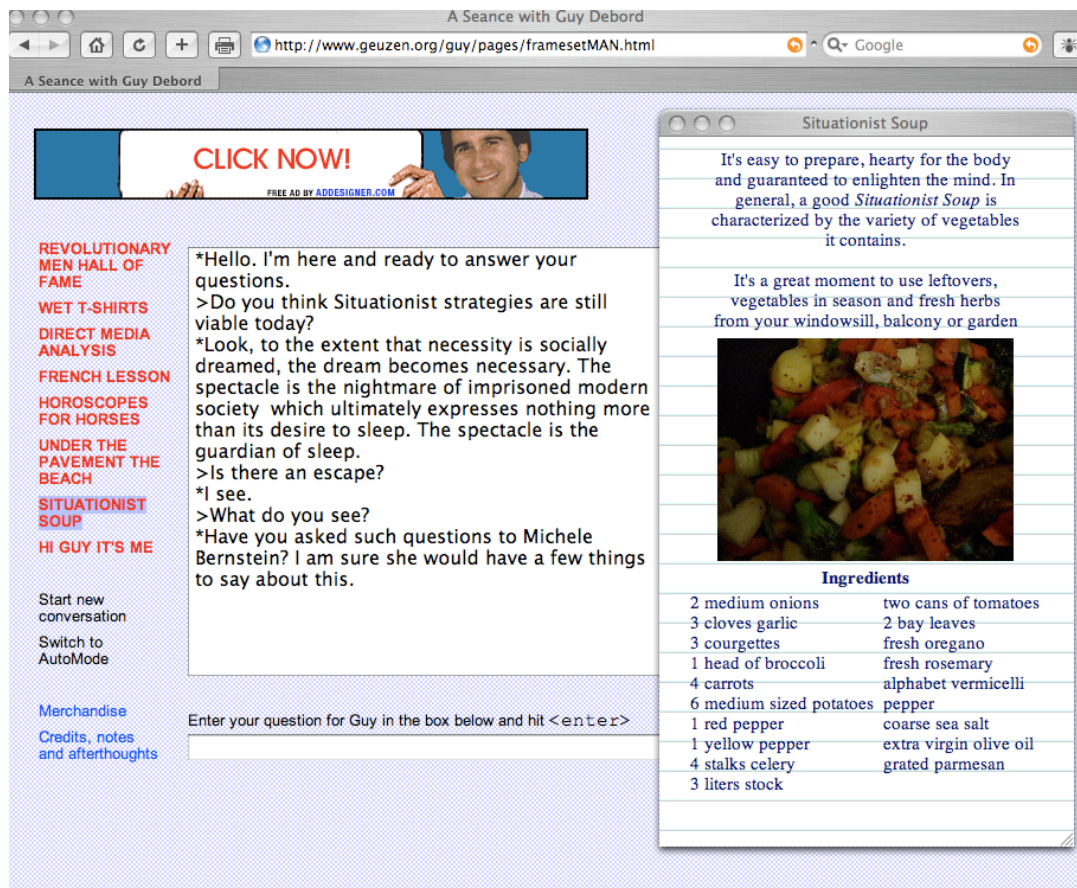 A Seance with Guy Debord
http://www.geuzen.org/guy/pages/framesetMAN.html
Google
A Seance with Guy Debord
CLICK NOW!
FREE AD BY ADDESIGNER.COM
REVOLUTIONARY
MEN HALL OF
FAME
WET T-SHIRTS
DIRECT MEDIA
ANALYSIS
FRENCH LESSON
HOROSCOPES
FOR HORSES
UNDER THE
PAVEMENT THE
BEACH
SITUATIONIST
SOUP
HI GUY IT'S ME
Start new
conversation
Switch to
AutoMode
Merchandise
Credits, notes
and afterthoughts
*Hello. I'm here and ready to answer your
questions.
>Do you think Situationist strategies are still
viable today?
*Look, to the extent that necessity is socially
dreamed, the dream becomes necessary. The
spectacle is the nightmare of imprisoned modern
society which ultimately expresses nothing more
than its desire to sleep. The spectacle is the
guardian of sleep.
>Is there an escape?
*I see.
>What do you see?
*Have you asked such questions to Michele
Bernstein? I am sure she would have a few things
to say about this.
Enter your question for Guy in the box below and hit <enter>
Situationist Soup
It's easy to prepare, hearty for the body
and guaranteed to enlighten the mind. In
general, a good Situationist Soup is
characterized by the variety of vegetables
it contains.
It's a great moment to use leftovers,
vegetables in season and fresh herbs
from your windowsill, balcony or garden
Ingredients
2 medium onions
3 cloves garlic
3 courgettes
1 head of broccoli
4 carrots
6 medium sized potatoes
1 red pepper
1 yellow pepper
4 stalks celery
3 liters stock
two cans of tomatoes
2 bay leaves
fresh oregano
fresh rosemary
alphabet vermicelli
pepper
coarse sea salt
extra virgin olive oil
grated parmesan